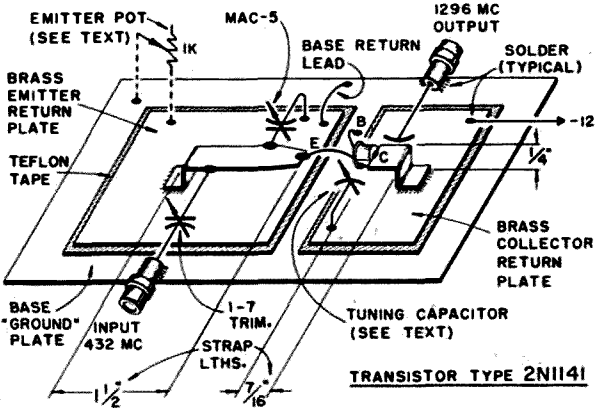 EMITTER POT
(SEE TEXT)
1K
MAC-5
1296 MC
OUTPUT
BASE RETURN
LEAD
SOLDER
(TYPICAL)
BRASS
EMITTER
RETURN
PLATE
TEFLON
TAPE
-12
B
E
C
1/4"
BRASS
COLLECTOR
RETURN
PLATE
BASE
"GROUND"
PLATE
INPUT
432 MC
1-7
TRIM.
TUNING CAPACITOR
(SEE TEXT)
STRAP
LTHS.
1 1/2"
7/16"
TRANSISTOR TYPE 2N1141